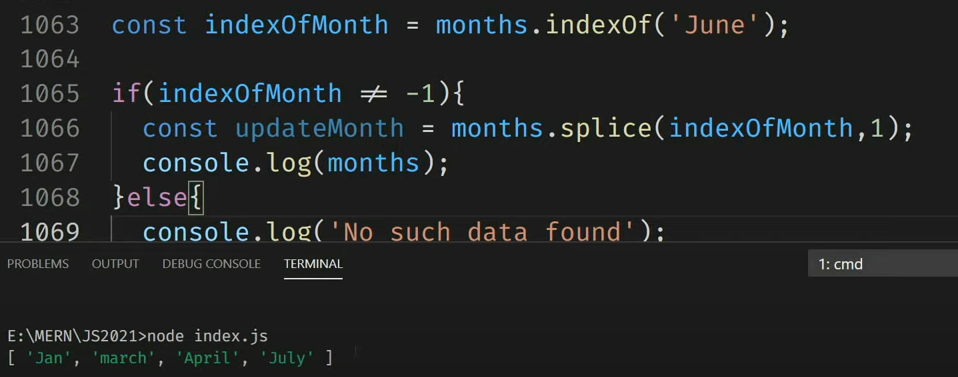 1063 const indexOfMonth = months.indexOf('June');
1064
1065 if(indexOfMonth != -1){
1066 const updateMonth = months.splice(indexOfMonth,1);
1067 console.log(months);
1068 }else{
1069 console.log('No such data found');
PROBLEMS OUTPUT DEBUG CONSOLE TERMINAL 1: cmd
E:\MERN\JS2021>node index.js
[ 'Jan', 'march', 'April', 'July' ]